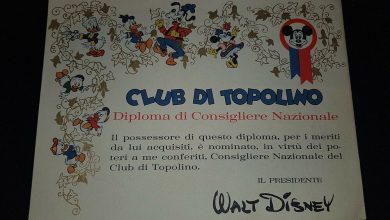 CLUB DI TOPOLINO
Diploma di Consigliere Nazionale
Il possessore di questo diploma, per i meriti
da lui acquisiti, è nominato, in virtù dei po-
teri a me conferiti, Consigliere Nazionale del
Club di Topolino.
IL PRESIDENTE
WALT DISNEY